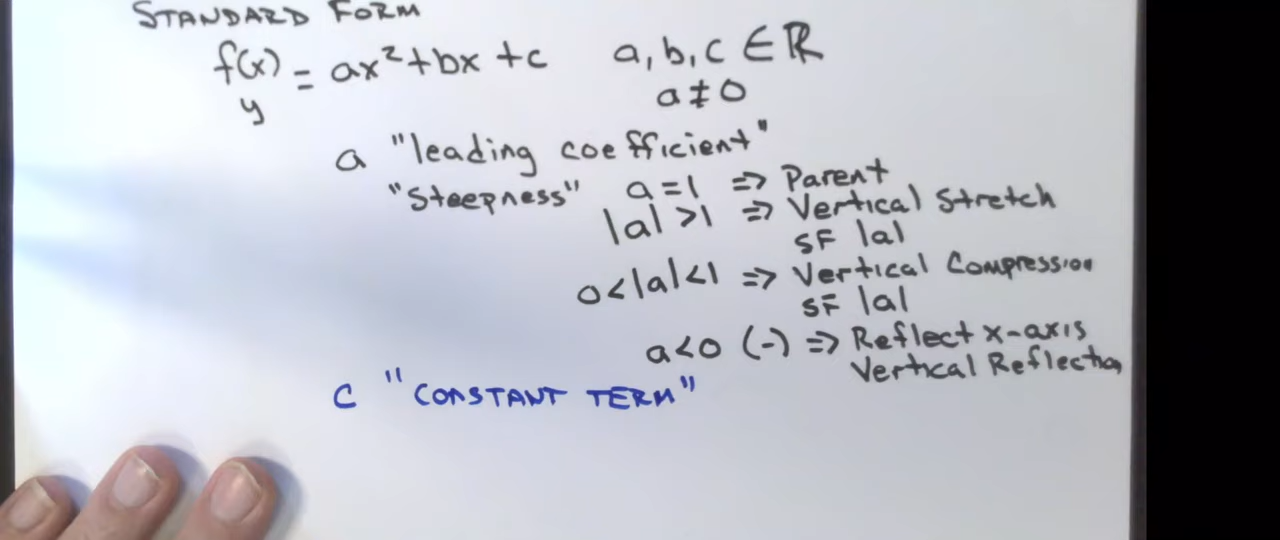 STANDARD FORM
f(x) = ax²+bx+c a, b, c ∈ ℝ
y a ≠ 0
a "leading coefficient"
"Steepness" a=1 => Parent
|a| >1 => Vertical Stretch
SF |a|
0<|a|<1 => Vertical Compression
SF |a|
a<0 (-) => Reflect x-axis
Vertical Reflection
c "CONSTANT TERM"